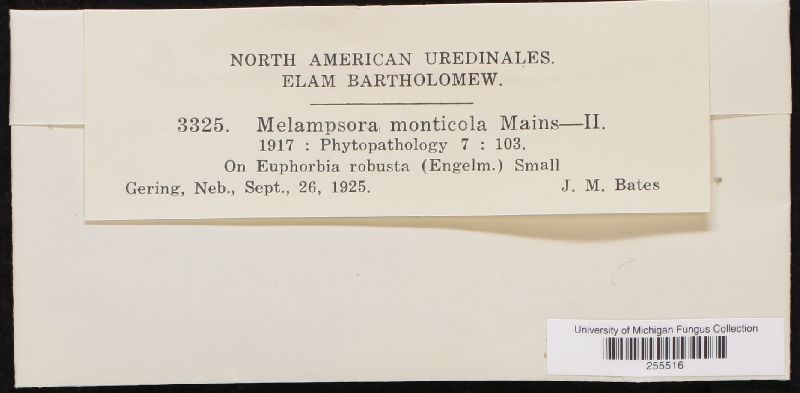 NORTH AMERICAN UREDINALES.
ELAM BARTHOLOMEW.
3325. Melampsora monticola Mains—II.
1917 : Phytopathology 7 : 103.
On Euphorbia robusta (Engelm.) Small
Gering, Neb., Sept., 26, 1925. J. M. Bates
University of Michigan Fungus Collection
255516